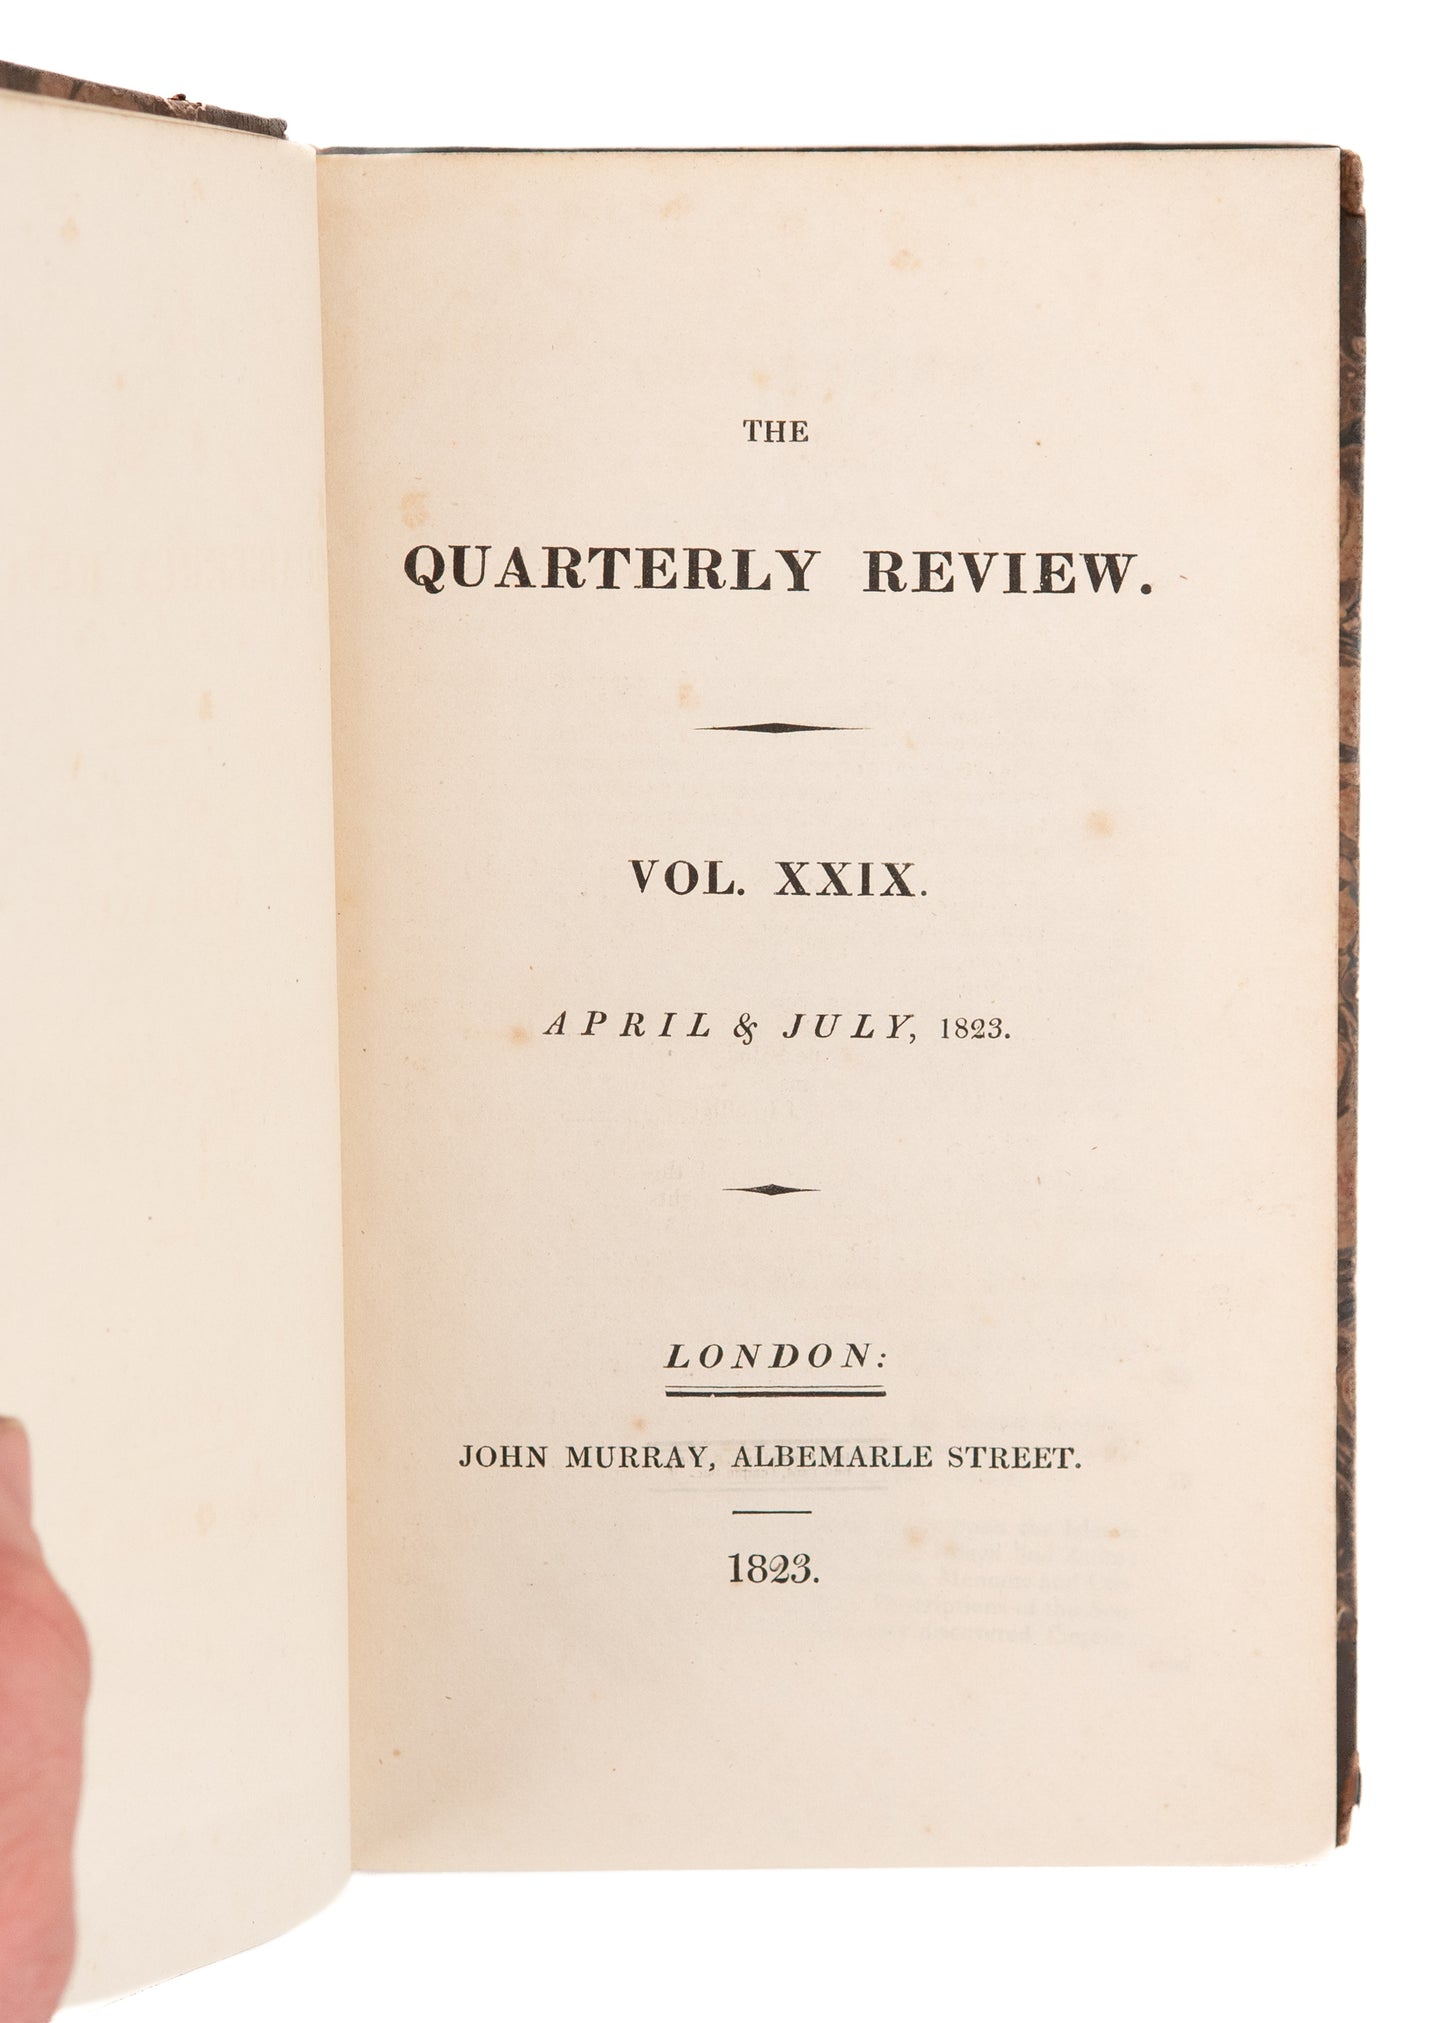 THE
QUARTERLY REVIEW.
VOL. XXIX.
APRIL & JULY, 1823.
LONDON:
JOHN MURRAY, ALBEMARLE STREET.
1823.